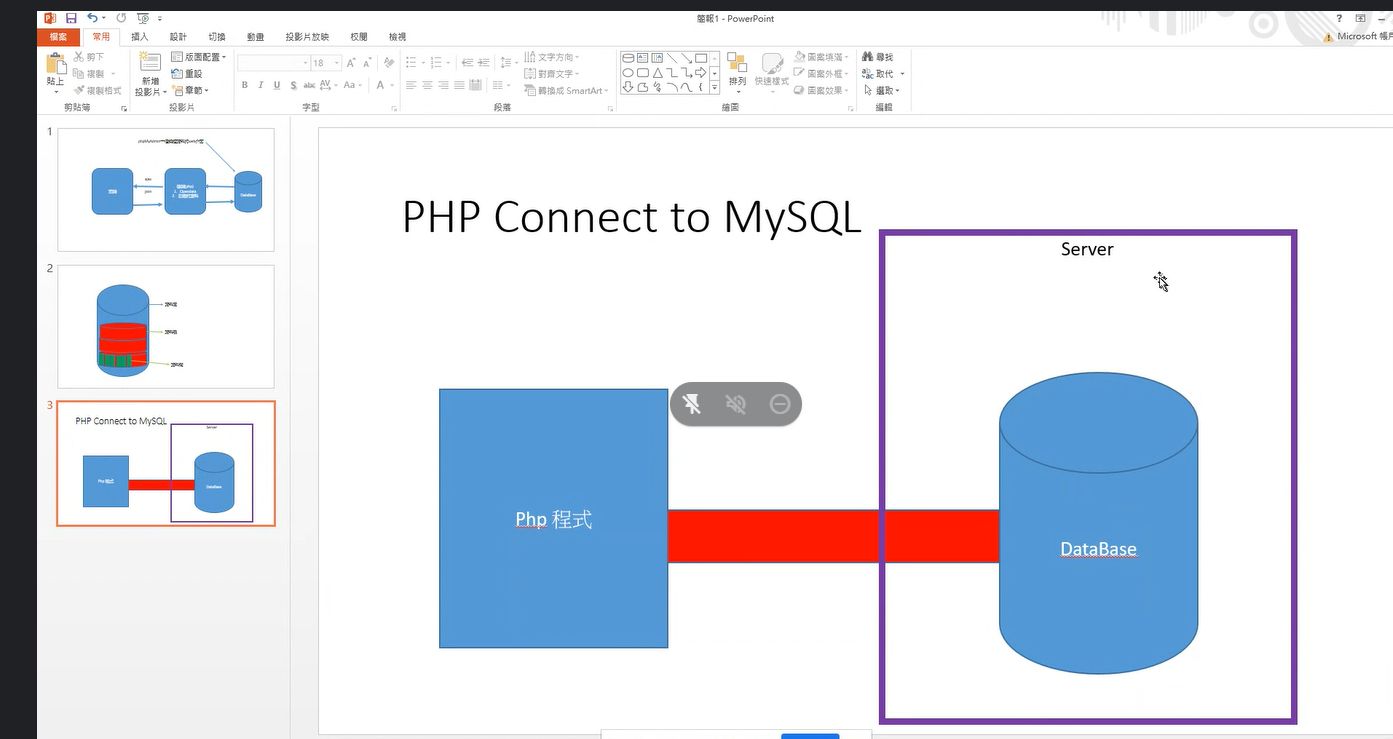 簡報1 - PowerPoint
?
檔案 常用 插入 設計 切換 動畫 投影片放映 校閱 檢視
Microsoft 帳戶
貼上
剪下
複製
複製格式
剪貼簿
新增
投影片
版面配置
重設
章節
投影片
18
B I U S abc AV Aa A
字型
文字方向
對齊文字
轉換成 SmartArt
段落
排列
快速樣式
圖案填滿
圖案外框
圖案效果
繪圖
尋找
取代
選取
編輯
1
DataBase
2
3
PHP Connect to MySQL
Server
Php 程式
DataBase
PHP Connect to MySQL
Server
Php 程式
DataBase